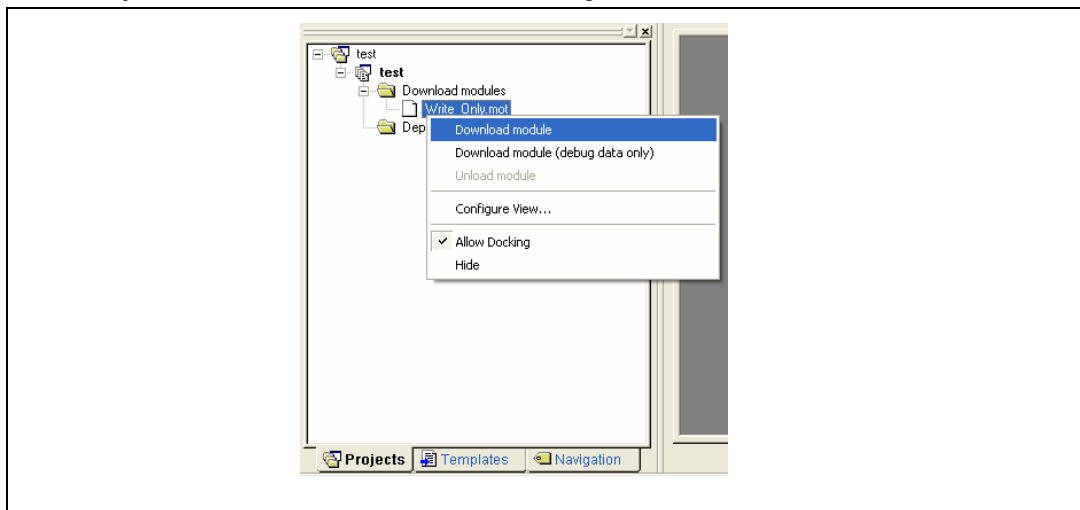 test
test
Download modules
Write_Only.mot
Dep
Download module
Download module (debug data only)
Unload module
Configure View...
Allow Docking
Hide
Projects Templates Navigation